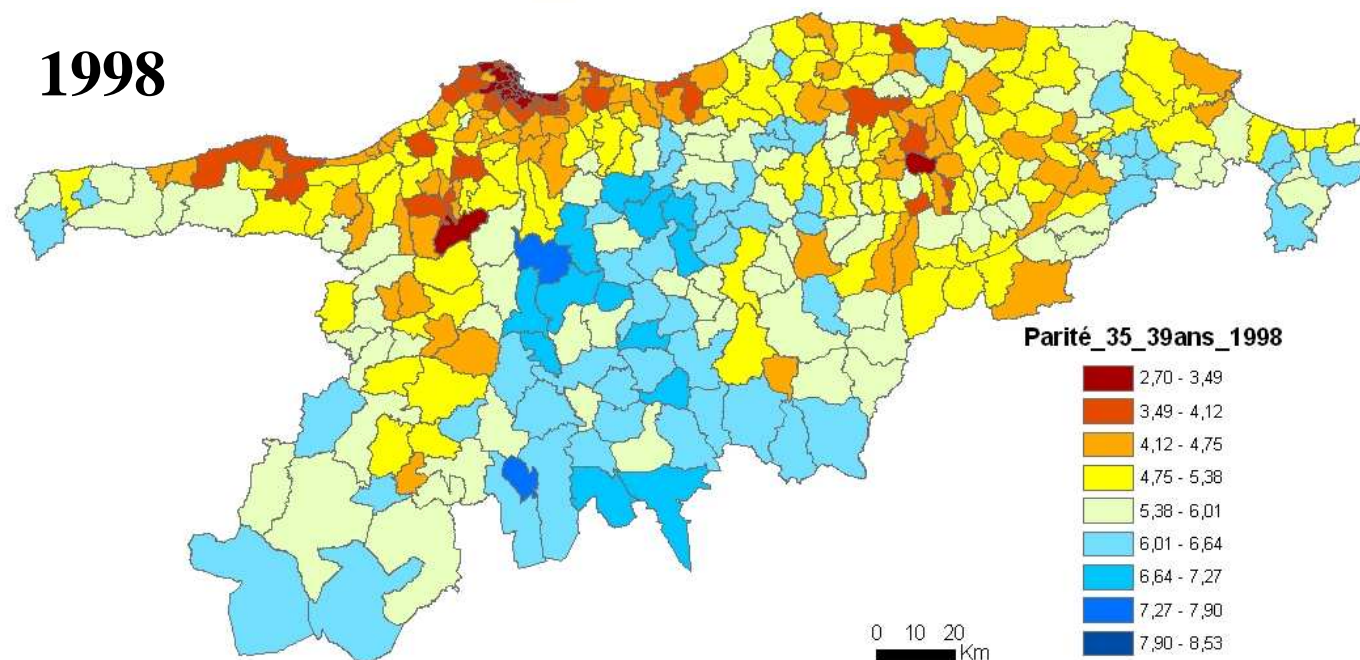 1998
Parité_35_39ans_1998
2,70 - 3,49
3,49 - 4,12
4,12 - 4,75
4,75 - 5,38
5,38 - 6,01
6,01 - 6,64
6,64 - 7,27
7,27 - 7,90
7,90 - 8,53
0 10 20
Km